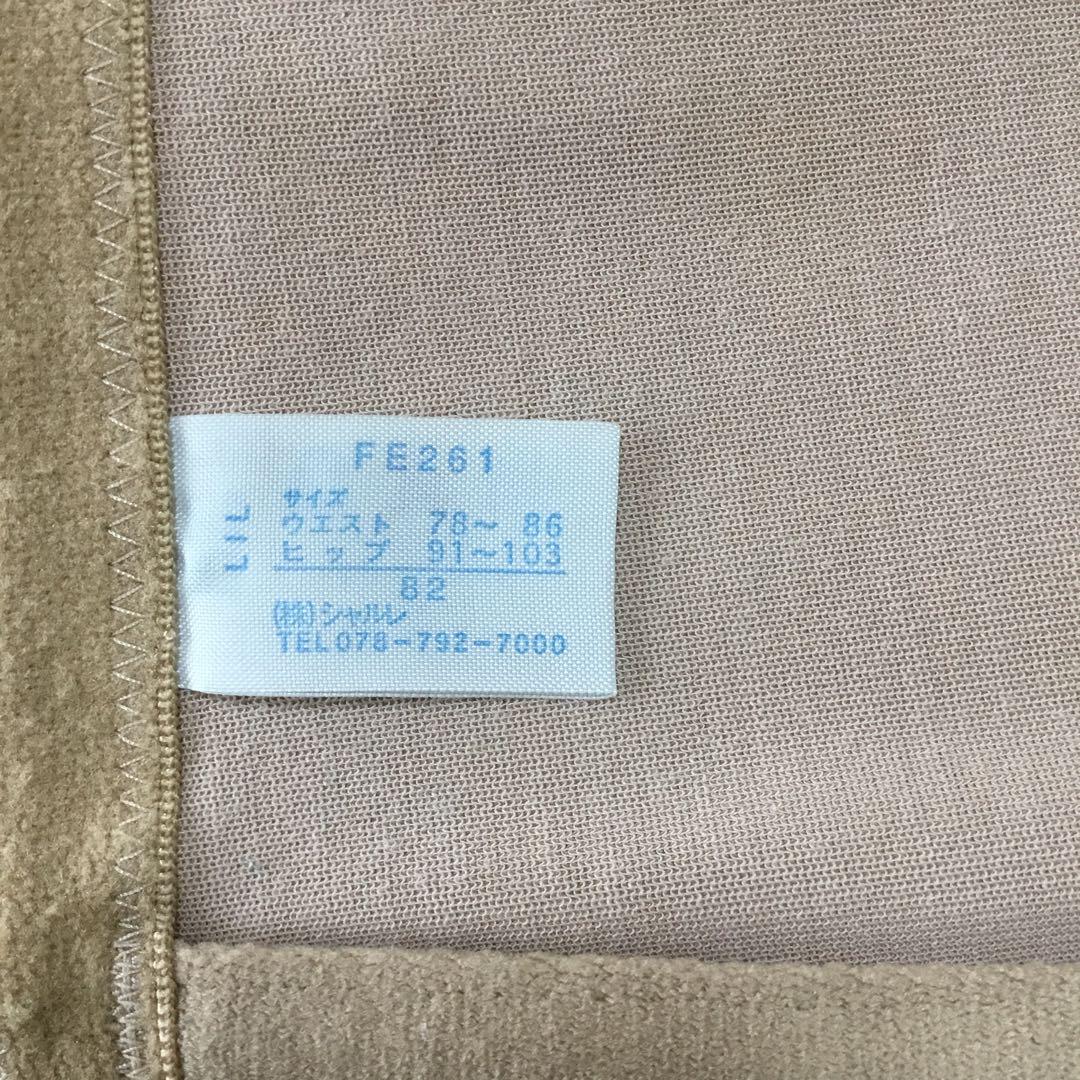 FE261
サイズ
ウエスト 78〜 86
ヒップ 91〜103
82
(株)シャルレ
TEL078-792-7000